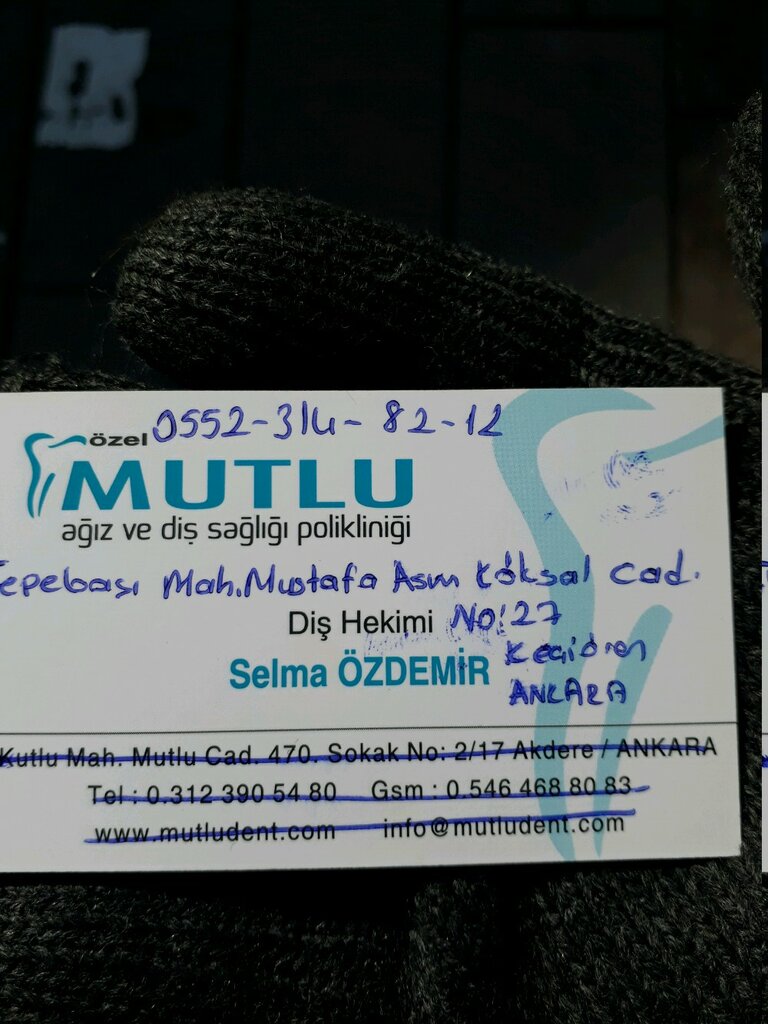 0552-314-82-12
özel
MUTLU
ağız ve diş sağlığı polikliniği
Tepebaşı Mah. Mustafa Asım Köksal Cad.
Diş Hekimi No:27
Selma ÖZDEMİR Keçiören
ANKARA
Kutlu Mah. Mutlu Cad. 470. Sokak No: 2/17 Akdere / ANKARA
Tel : 0.312 390 54 80 Gsm : 0.546 468 80 83
www.mutludent.com info@mutludent.com